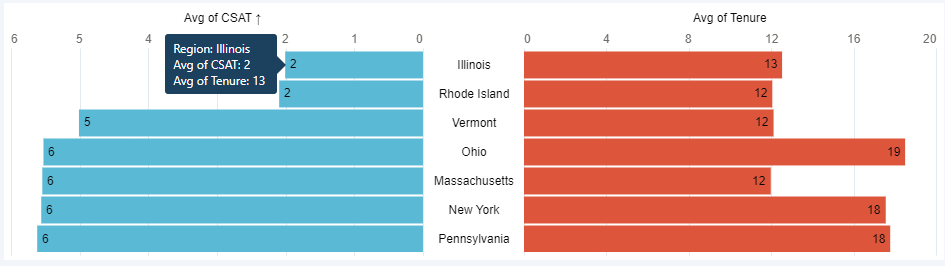 Avg of CSAT ↑ Avg of Tenure
6 5 4 2 1 0 0 4 8 12 16 20
Region: Illinois
Avg of CSAT: 2
Avg of Tenure: 13
2 Illinois 13
2 Rhode Island 12
5 Vermont 12
6 Ohio 19
6 Massachusetts 12
6 New York 18
6 Pennsylvania 18